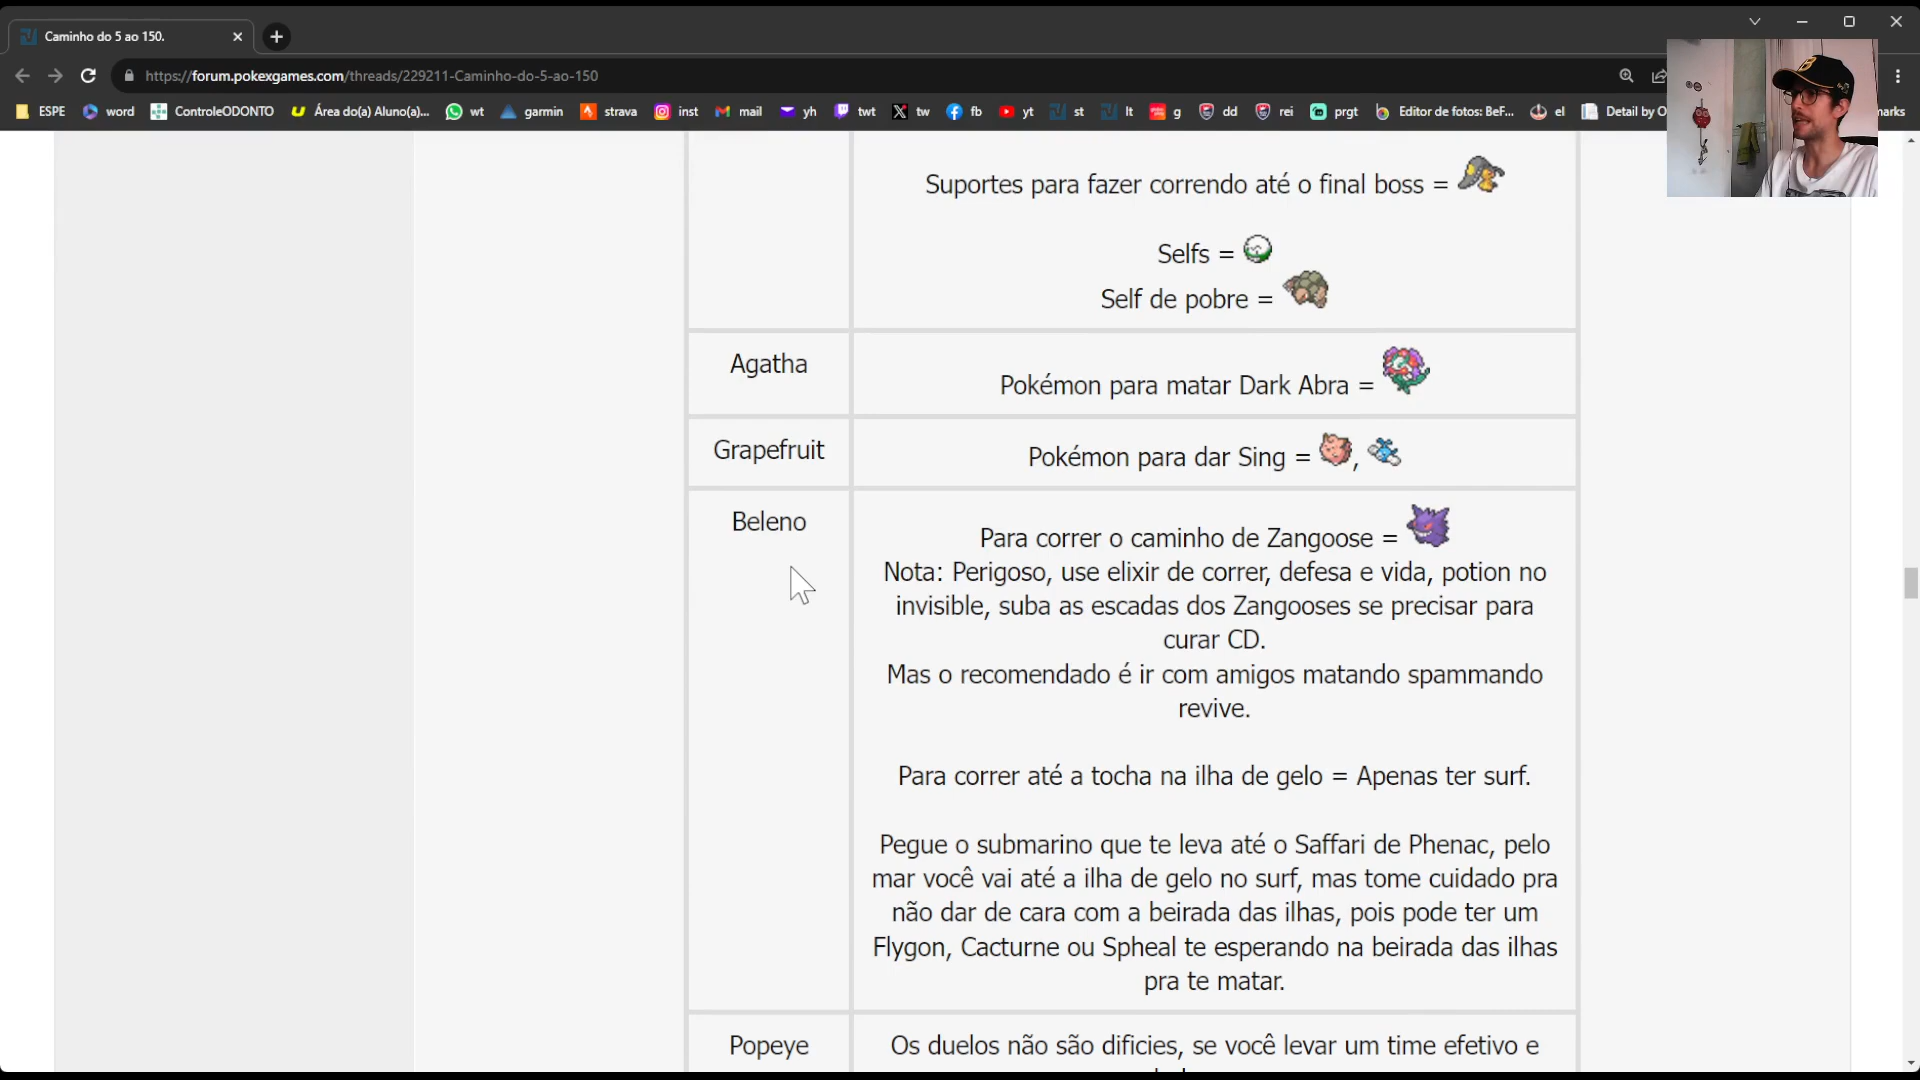 Caminho do 5 ao 150.
https://forum.pokexgames.com/threads/229211-Caminho-do-5-ao-150
ESPE word ControleODONTO Área do(a) Aluno(a)... wt garmin strava inst mail yh twt tw fb yt st lt g dd rei prgt Editor de fotos: BeF... el Detail by O arks
Suportes para fazer correndo até o final boss =
Selfs =
Self de pobre =
Agatha
Pokémon para matar Dark Abra =
Grapefruit
Pokémon para dar Sing = ,
Beleno
Para correr o caminho de Zangoose =
Nota: Perigoso, use elixir de correr, defesa e vida, potion no
invisible, suba as escadas dos Zangooses se precisar para
curar CD.
Mas o recomendado é ir com amigos matando spammando
revive.
Para correr até a tocha na ilha de gelo = Apenas ter surf.
Pegue o submarino que te leva até o Saffari de Phenac, pelo
mar você vai até a ilha de gelo no surf, mas tome cuidado pra
não dar de cara com a beirada das ilhas, pois pode ter um
Flygon, Cacturne ou Spheal te esperando na beirada das ilhas
pra te matar.
Popeye
Os duelos não são dificies, se você levar um time efetivo e